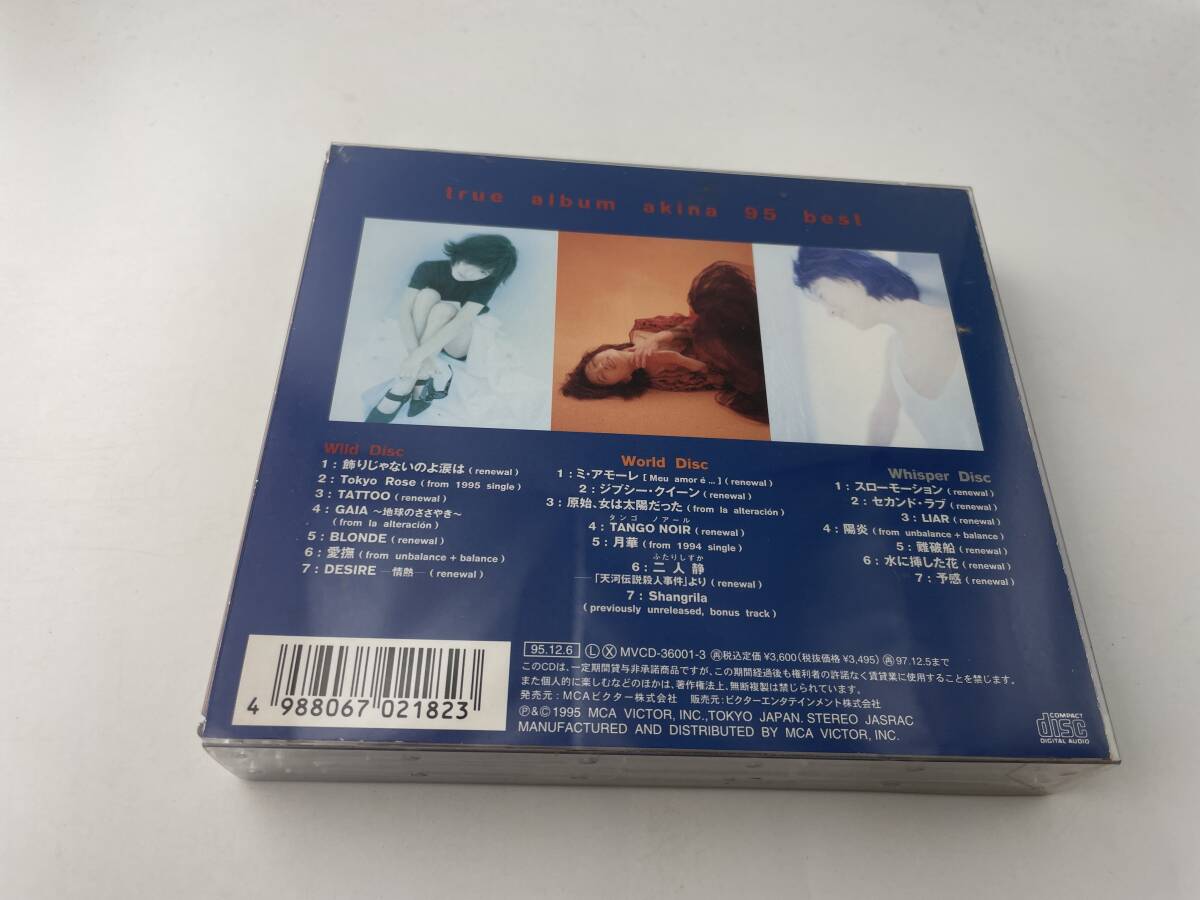 true album akina 95 best
Wild Disc
1 : 飾りじゃないのよ涙は (renewal)
2 : Tokyo Rose (from 1995 single)
3 : TATTOO (renewal)
4 : GAIA 〜地球のささやき〜
(from la alteración)
5 : BLONDE (renewal)
6 : 愛撫 (from unbalance + balance)
7 : DESIRE —情熱— (renewal)
World Disc
1 : ミ・アモーレ [ Meu amor é ... ] (renewal)
2 : ジプシー・クイーン (renewal)
3 : 原始、女は太陽だった (from la alteración)
タンゴ ノアール
4 : TANGO NOIR (renewal)
5 : 月華 (from 1994 single)
ふたりしずか
6 : 二人静
——「天河伝説殺人事件」より (renewal)
7 : Shangrila
(previously unreleased, bonus track)
Whisper Disc
1 : スローモーション (renewal)
2 : セカンド・ラブ (renewal)
3 : LIAR (renewal)
4 : 陽炎 (from unbalance + balance)
5 : 難破船 (renewal)
6 : 水に挿した花 (renewal)
7 : 予感 (renewal)
4 988067 021823
95.12.6 Ⓛ Ⓧ MVCD-36001-3 ㊢税込定価 ¥3,600(税抜価格 ¥3,495) ㊢97.12.5まで
このCDは、一定期間貸与非承諾商品ですが、この期間経過後も権利者の許諾なく賃貸業に使用することを禁じます。
また個人的に楽しむなどのほかは、著作権法上、無断複製は禁じられています。
発売元 : MCAビクター株式会社 販売元 : ビクターエンタテインメント株式会社
Ⓟ&©1995 MCA VICTOR, INC.,TOKYO JAPAN. STEREO JASRAC
MANUFACTURED AND DISTRIBUTED BY MCA VICTOR, INC.
COMPACT
disc
DIGITAL AUDIO